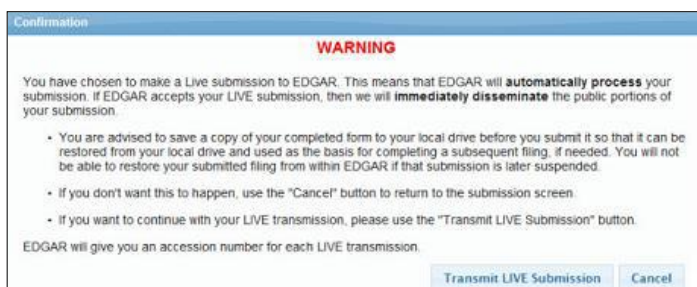 Confirmation
WARNING
You have chosen to make a Live submission to EDGAR. This means that EDGAR will automatically process your
submission. If EDGAR accepts your LIVE submission, then we will immediately disseminate the public portions of
your submission.
• You are advised to save a copy of your completed form to your local drive before you submit it so that it can be
restored from your local drive and used as the basis for completing a subsequent filing, if needed. You will not
be able to restore your submitted filing from within EDGAR if that submission is later suspended.
• If you don't want this to happen, use the "Cancel" button to return to the submission screen.
• If you want to continue with your LIVE transmission, please use the "Transmit LIVE Submission" button.
EDGAR will give you an accession number for each LIVE transmission.
Transmit LIVE Submission Cancel